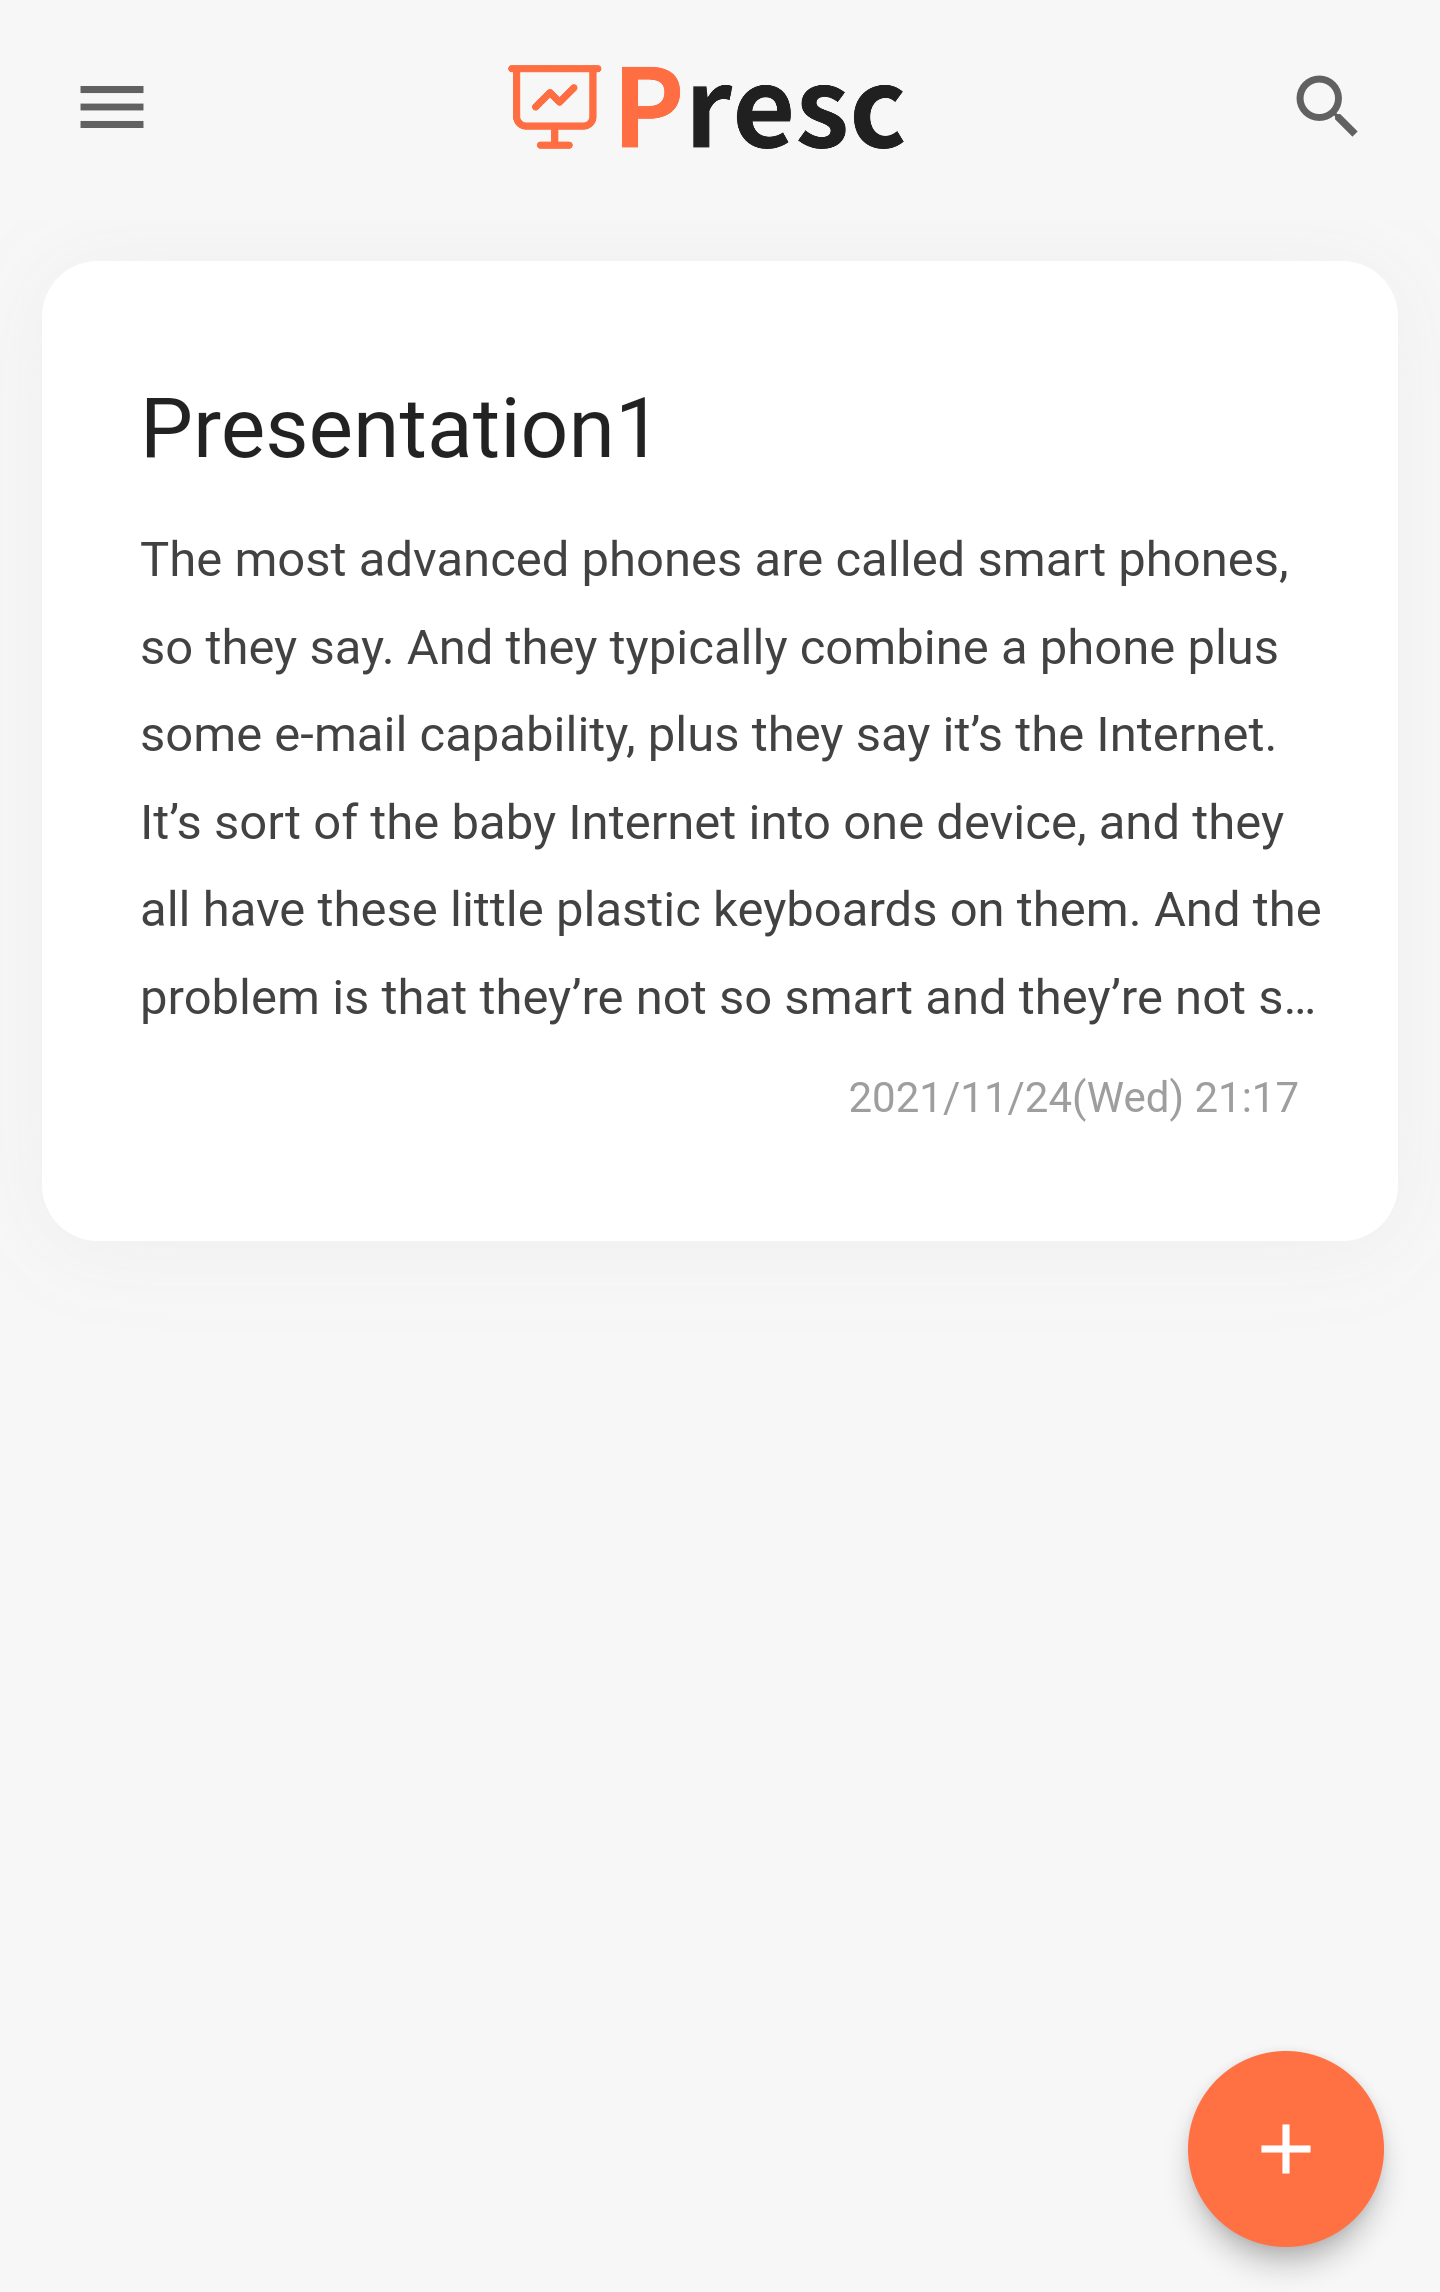 Presc
Presentation1
The most advanced phones are called smart phones,
so they say. And they typically combine a phone plus
some e-mail capability, plus they say it’s the Internet.
It’s sort of the baby Internet into one device, and they
all have these little plastic keyboards on them. And the
problem is that they’re not so smart and they’re not s…
2021/11/24(Wed) 21:17